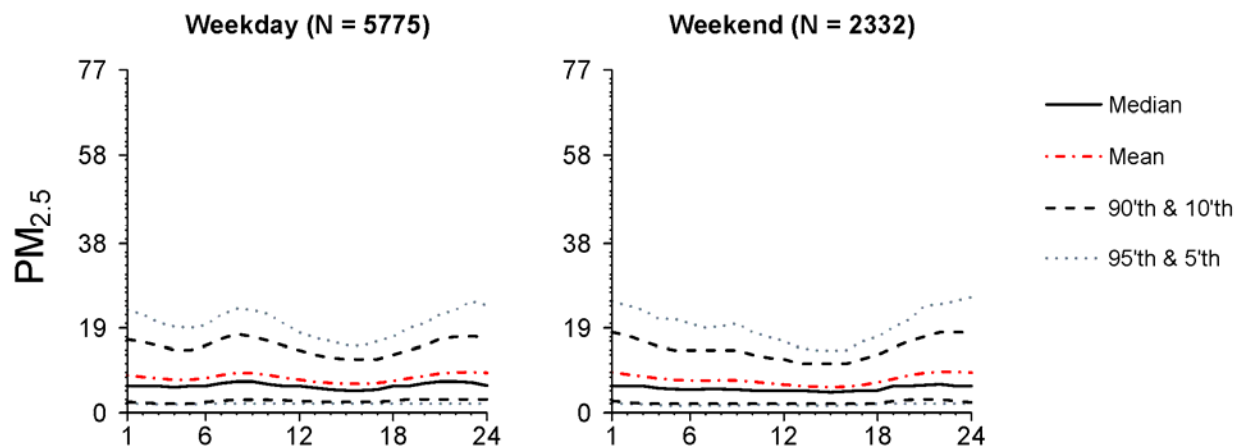 Weekday (N = 5775)
Weekend (N = 2332)
77
58
38
19
0
1 6 12 18 24
PM2.5
77
58
38
19
0
1 6 12 18 24
Median
Mean
90'th & 10'th
95'th & 5'th